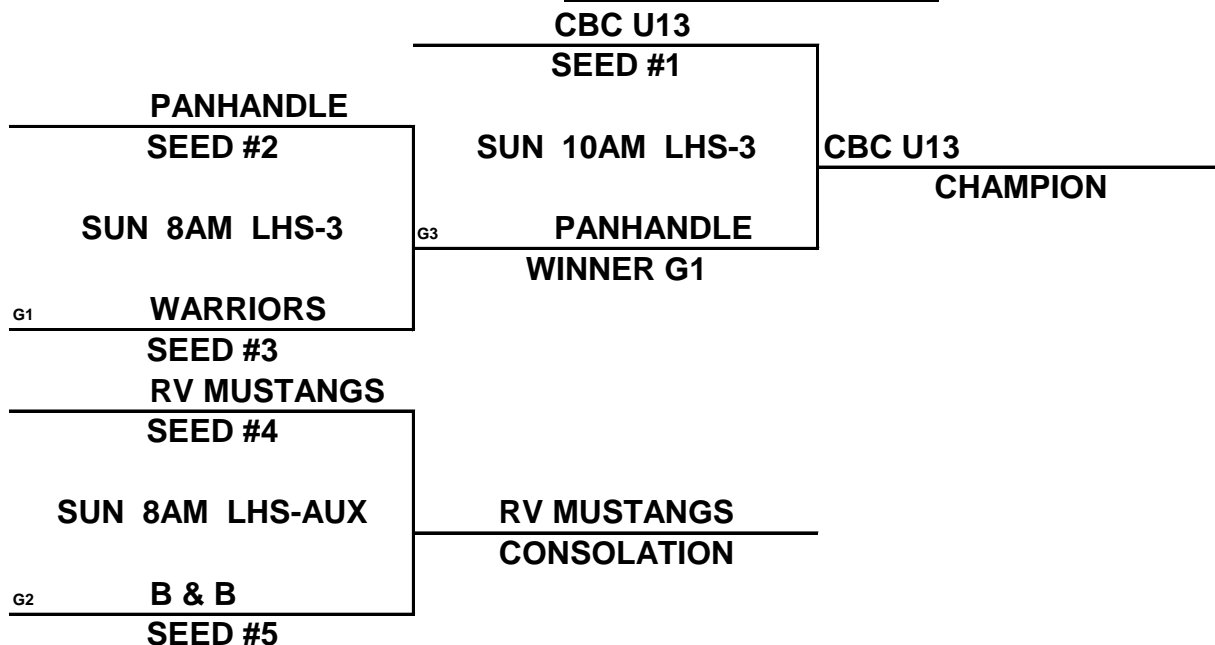 CBC U13
SEED #1
PANHANDLE
SEED #2
SUN 10AM LHS-3
CBC U13
CHAMPION
SUN 8AM LHS-3
G3 PANHANDLE
WINNER G1
G1 WARRIORS
SEED #3
RV MUSTANGS
SEED #4
SUN 8AM LHS-AUX
RV MUSTANGS
CONSOLATION
G2 B & B
SEED #5